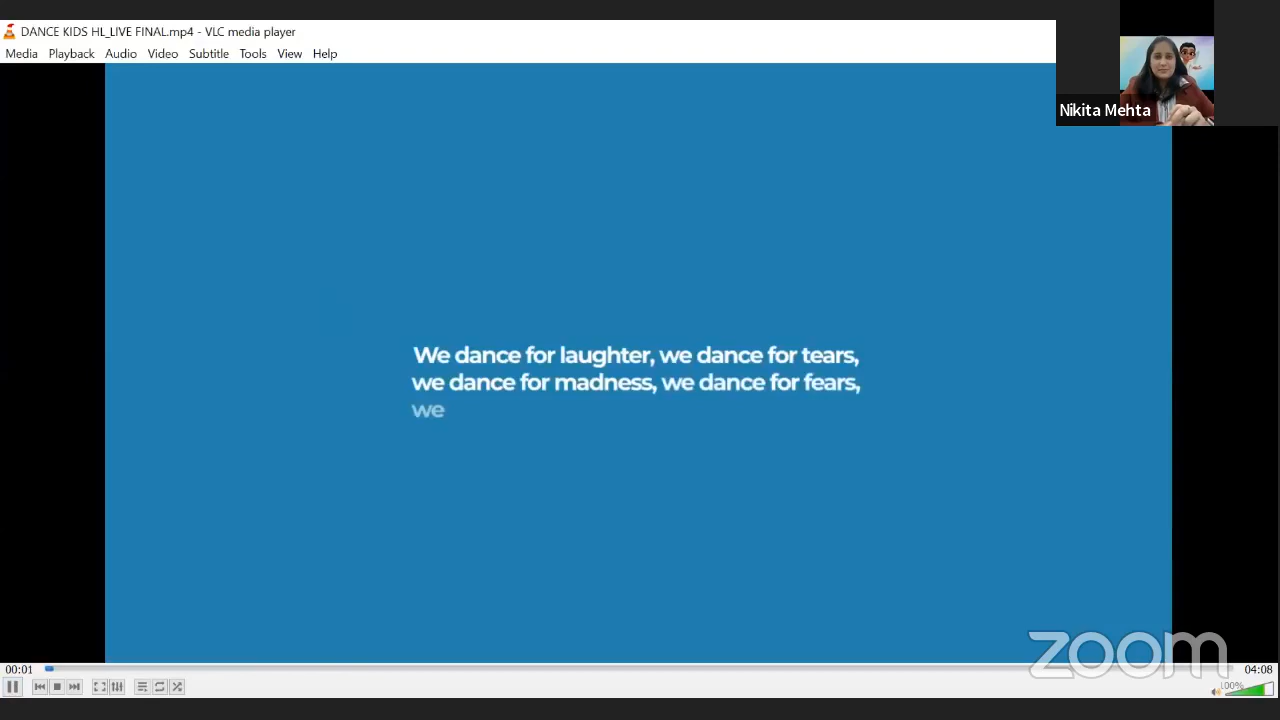 DANCE KIDS HL_LIVE FINAL.mp4 - VLC media player
Media Playback Audio Video Subtitle Tools View Help
Nikita Mehta
We dance for laughter, we dance for tears,
we dance for madness, we dance for fears,
we
zoom
00:01
04:08
100%